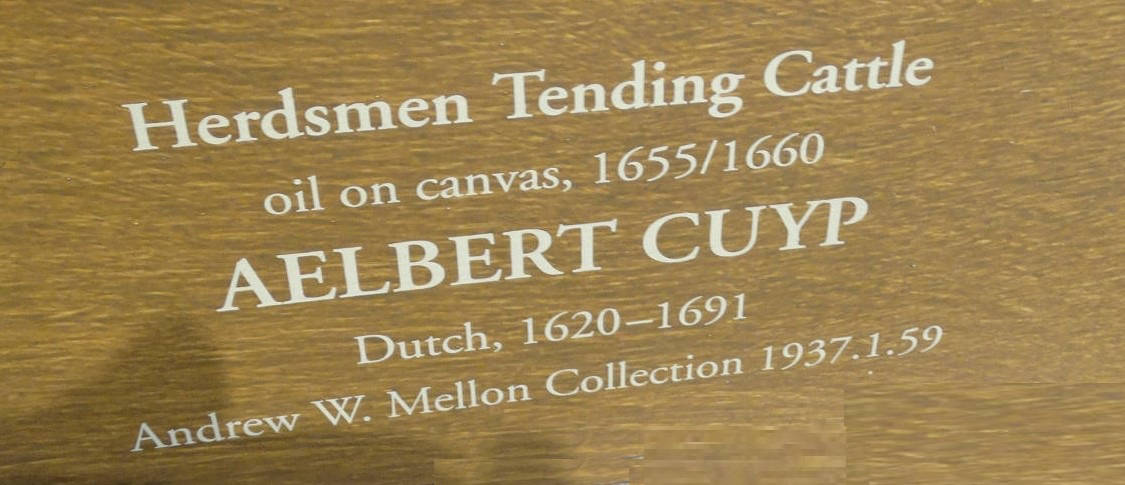 Herdsmen Tending Cattle
oil on canvas, 1655/1660
AELBERT CUYP
Dutch, 1620–1691
Andrew W. Mellon Collection 1937.1.59